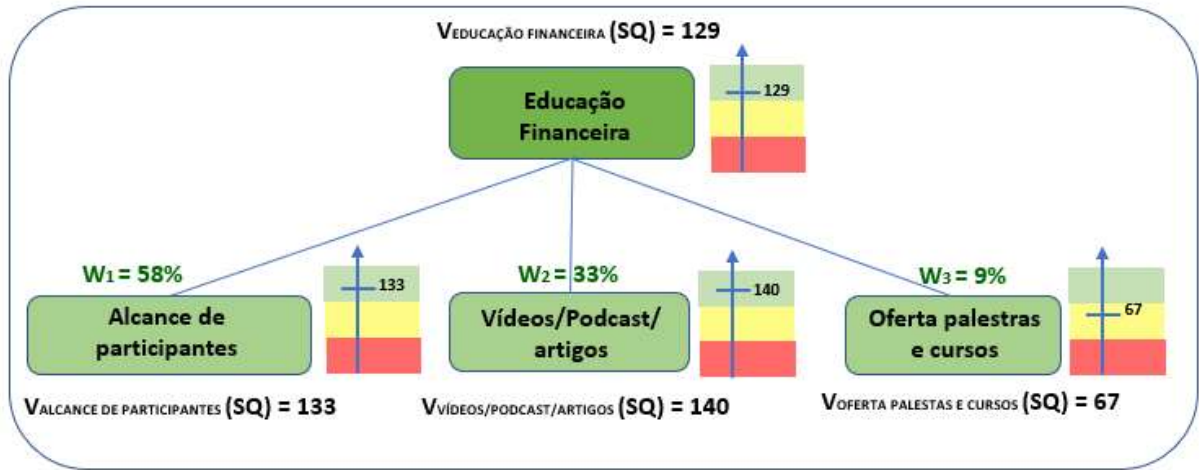 VEDUCAÇÃO FINANCEIRA (SQ) = 129
Educação
Financeira
129
W1 = 58%
133
Alcance de
participantes
VALCANCE DE PARTICIPANTES (SQ) = 133
W2 = 33%
140
Vídeos/Podcast/
artigos
VVÍDEOS/PODCAST/ARTIGOS (SQ) = 140
W3 = 9%
67
Oferta palestras
e cursos
VOFERTA PALESTAS E CURSOS (SQ) = 67